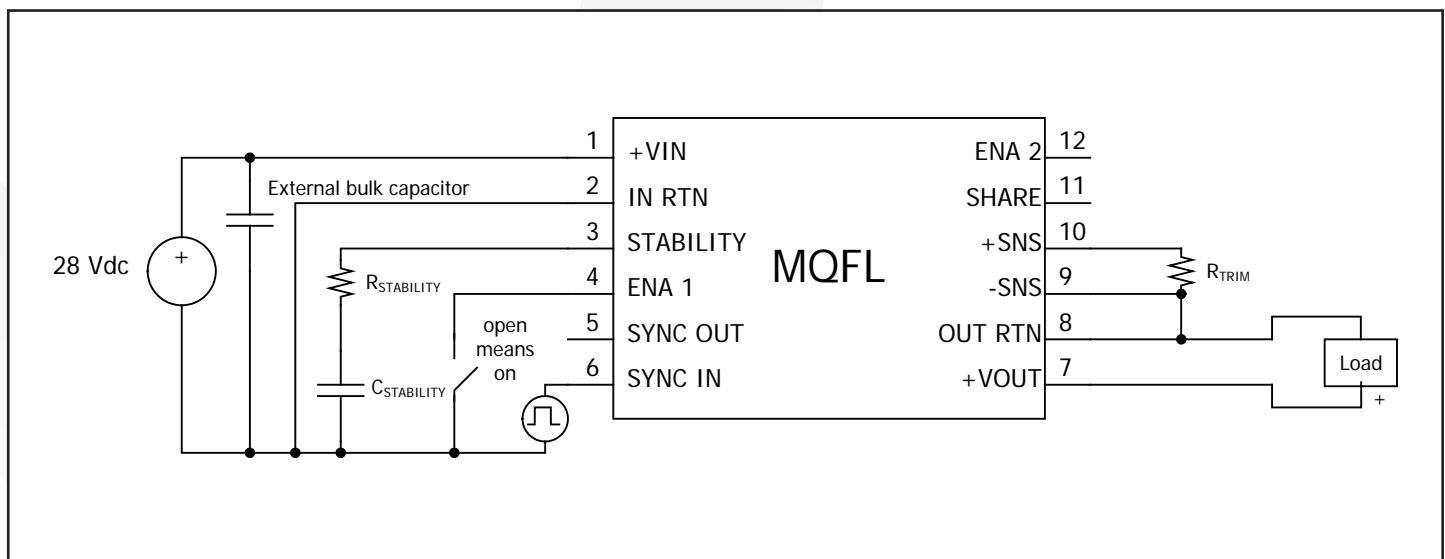 28 Vdc
+
External bulk capacitor
R_STABILITY
C_STABILITY
open
means
on
1 +VIN
2 IN RTN
3 STABILITY
4 ENA 1
5 SYNC OUT
6 SYNC IN
MQFL
ENA 2 12
SHARE 11
+SNS 10
-SNS 9
OUT RTN 8
+VOUT 7
R_TRIM
Load
+